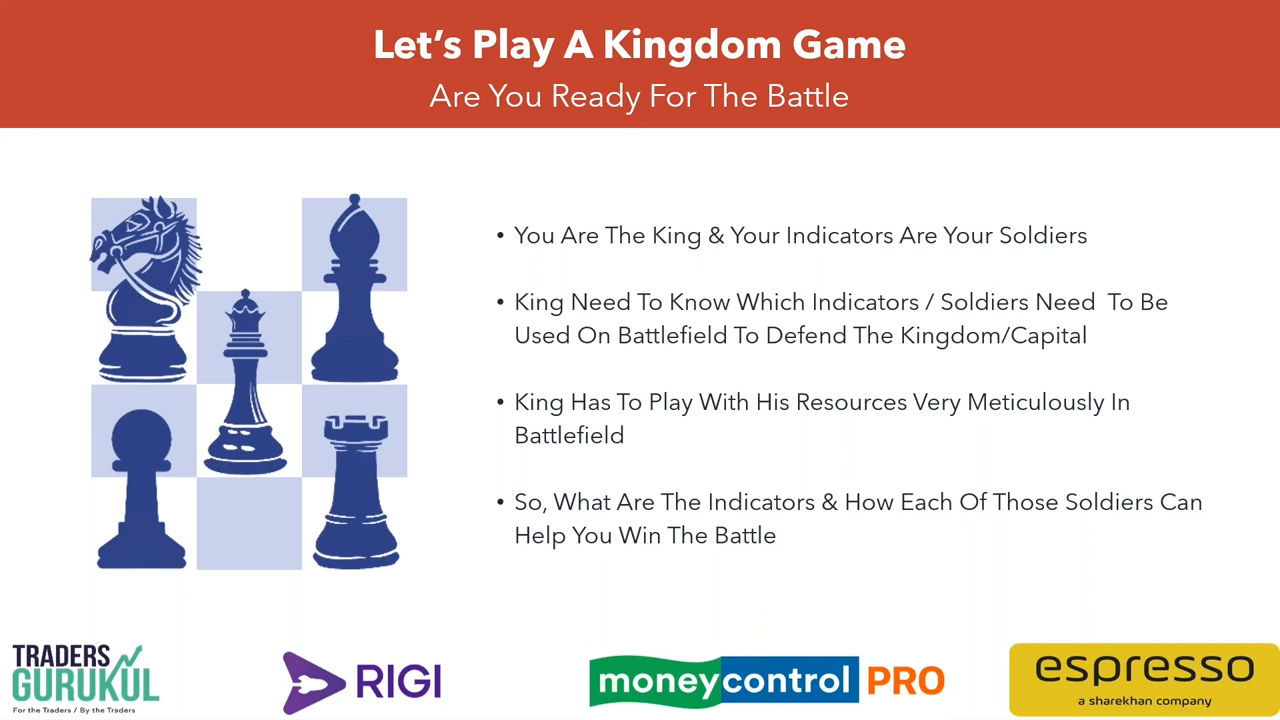 Let's Play A Kingdom Game
Are You Ready For The Battle
• You Are The King & Your Indicators Are Your Soldiers
• King Need To Know Which Indicators / Soldiers Need  To Be
Used On Battlefield To Defend The Kingdom/Capital
• King Has To Play With His Resources Very Meticulously In
Battlefield
• So, What Are The Indicators & How Each Of Those Soldiers Can
Help You Win The Battle
TRADERS
GURUKUL
For the Traders / By the Traders
RIGI
moneycontrol PRO
espresso
a sharekhan company